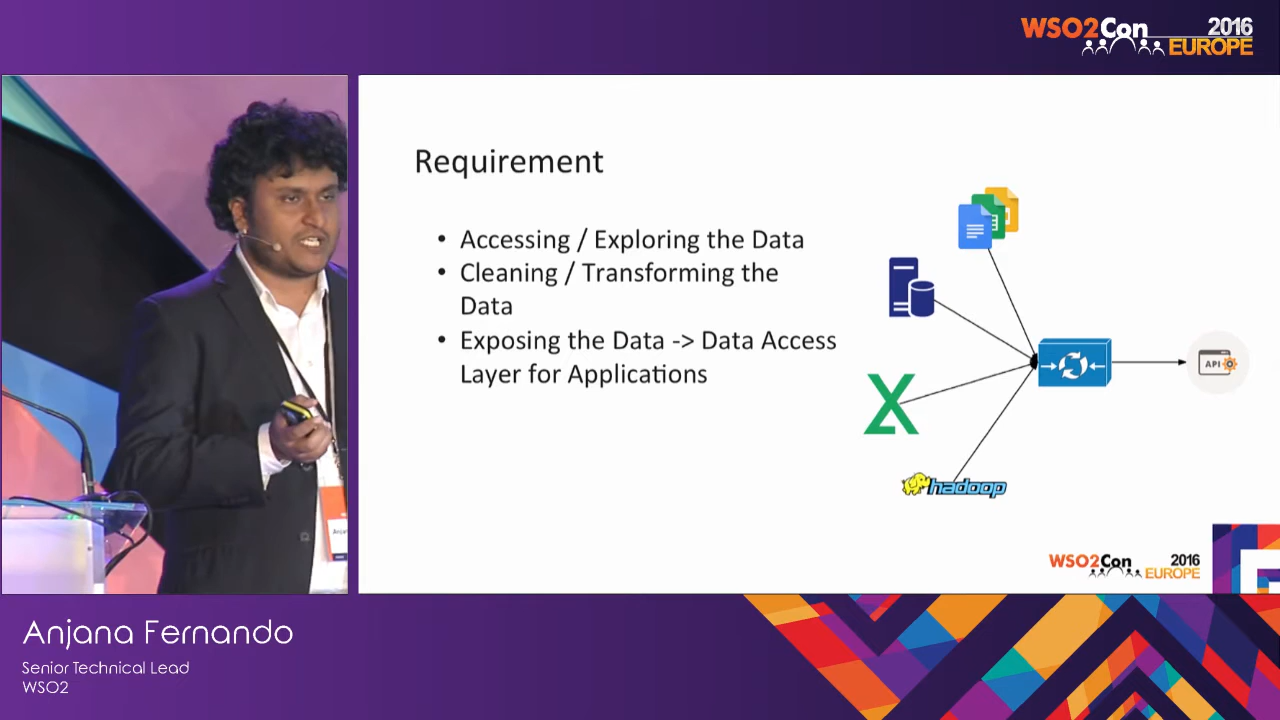 WSO2Con 2016
EUROPE
Requirement
• Accessing / Exploring the Data
• Cleaning / Transforming the
Data
• Exposing the Data -> Data Access
Layer for Applications
API
hadoop
WSO2Con 2016
EUROPE
Anjana Fernando
Senior Technical Lead
WSO2